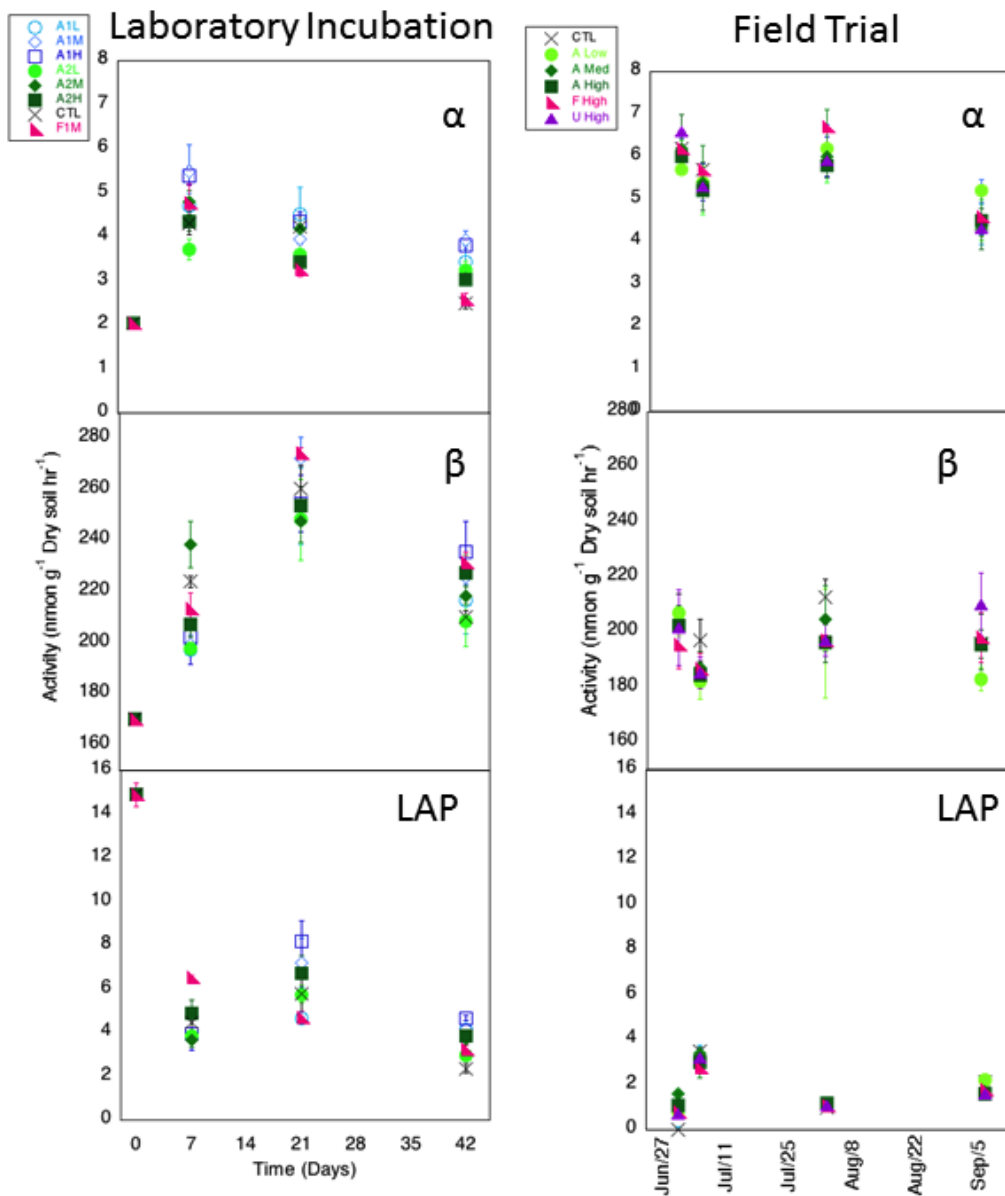 Laboratory Incubation
A1L
A1M
A1H
A2L
A2M
A2H
CTL
F1M
8
7
6
5
4
3
2
1
0
α
280
260
240
220
200
180
160
β
Activity (nmon g⁻¹ Dry soil hr⁻¹)
16
14
12
10
8
6
4
2
0
LAP
0 7 21 28 35 42
Time (Days)
Field Trial
CTL
A Low
A Med
A High
F High
U High
8
7
6
5
4
3
2
1
0
α
280
260
240
220
200
180
160
β
Activity (nmon g⁻¹ Dry soil hr⁻¹)
16
14
12
10
8
6
4
2
0
LAP
Jun/27 Jul/11 Jul/25 Aug/8 Aug/22 Sep/5